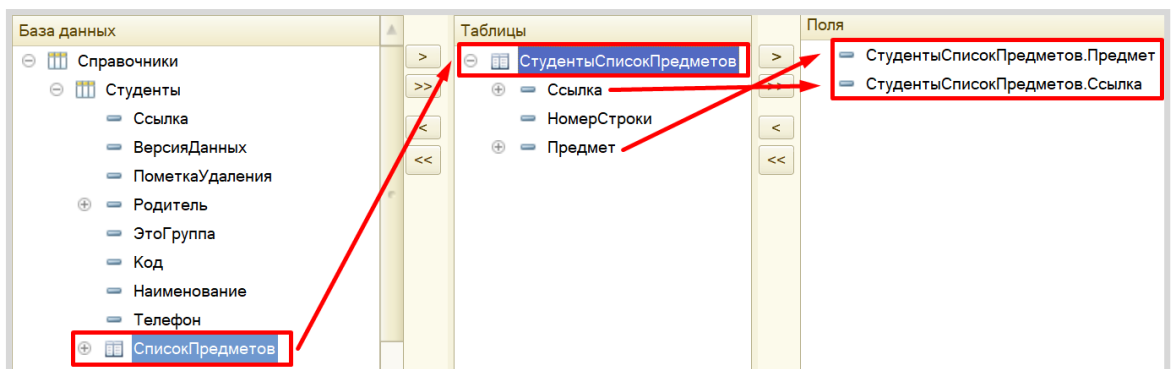 База данных
Справочники
Студенты
Ссылка
ВерсияДанных
ПометкаУдаления
Родитель
ЭтоГруппа
Код
Наименование
Телефон
СписокПредметов
>
>>
<
<<
Таблицы
СтудентыСписокПредметов
Ссылка
НомерСтроки
Предмет
>
>>
<
<<
Поля
СтудентыСписокПредметов.Предмет
СтудентыСписокПредметов.Ссылка